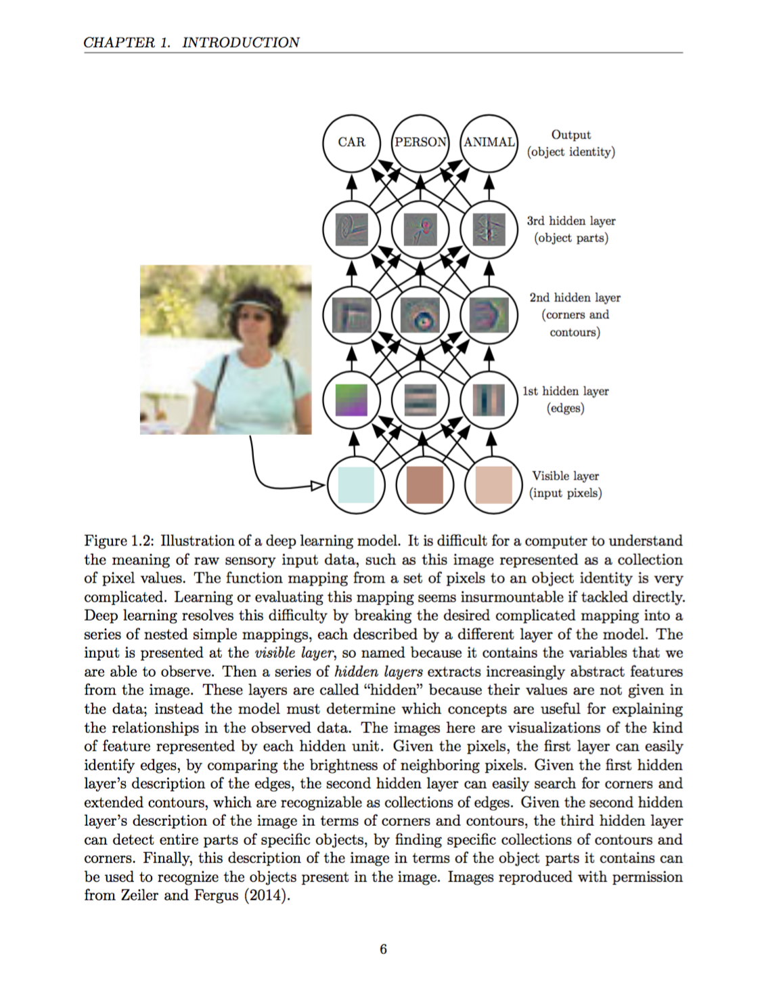 CHAPTER 1. INTRODUCTION
CAR
PERSON
ANIMAL
Output
(object identity)
3rd hidden layer
(object parts)
2nd hidden layer
(corners and
contours)
1st hidden layer
(edges)
Visible layer
(input pixels)
Figure 1.2: Illustration of a deep learning model. It is difficult for a computer to understand
the meaning of raw sensory input data, such as this image represented as a collection
of pixel values. The function mapping from a set of pixels to an object identity is very
complicated. Learning or evaluating this mapping seems insurmountable if tackled directly.
Deep learning resolves this difficulty by breaking the desired complicated mapping into a
series of nested simple mappings, each described by a different layer of the model. The
input is presented at the visible layer, so named because it contains the variables that we
are able to observe. Then a series of hidden layers extracts increasingly abstract features
from the image. These layers are called “hidden” because their values are not given in
the data; instead the model must determine which concepts are useful for explaining
the relationships in the observed data. The images here are visualizations of the kind
of feature represented by each hidden unit. Given the pixels, the first layer can easily
identify edges, by comparing the brightness of neighboring pixels. Given the first hidden
layer’s description of the edges, the second hidden layer can easily search for corners and
extended contours, which are recognizable as collections of edges. Given the second hidden
layer’s description of the image in terms of corners and contours, the third hidden layer
can detect entire parts of specific objects, by finding specific collections of contours and
corners. Finally, this description of the image in terms of the object parts it contains can
be used to recognize the objects present in the image. Images reproduced with permission
from Zeiler and Fergus (2014).
6